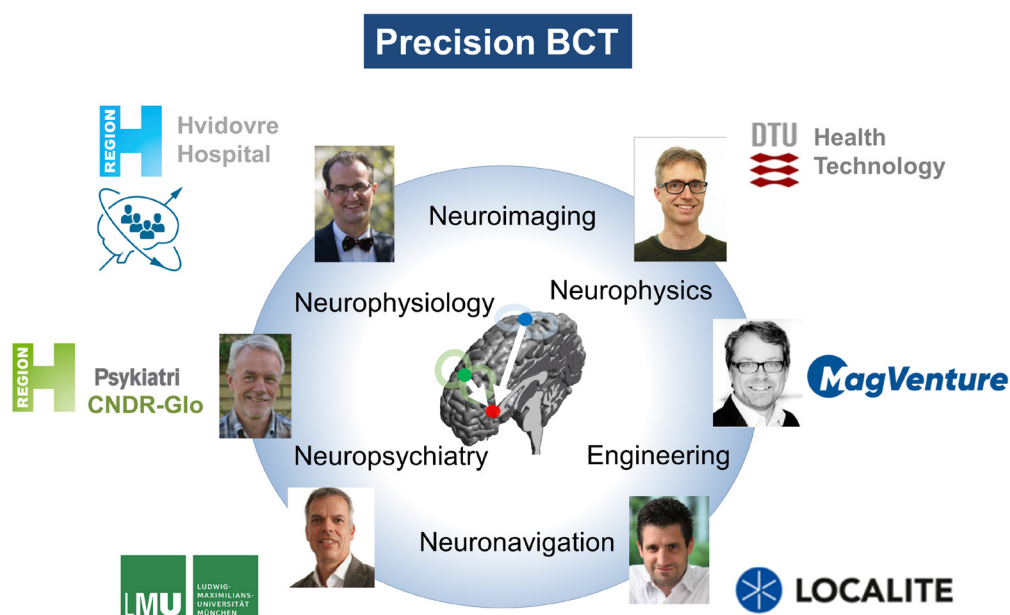 Precision BCT
REGION
Hvidovre
Hospital
DTU
Health
Technology
Neuroimaging
Neurophysiology
Neurophysics
REGION
Psykiatri
CNDR-Glo
MagVenture
Neuropsychiatry
Engineering
Neuronavigation
LMU
LUDWIG-
MAXIMILIANS-
UNIVERSITÄT
MÜNCHEN
LOCALITE